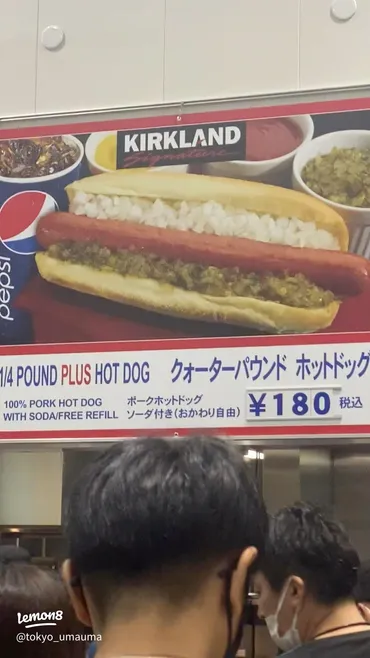 KIRKLAND
Signature
pepsi
1/4 POUND PLUS HOT DOG クォーターパウンド ホットドッグ
100% PORK HOT DOG ポークホットドッグ
WITH SODA/FREE REFILL ソーダ付き(おかわり自由)
¥180 税込
Lemon8
@tokyo_umauma